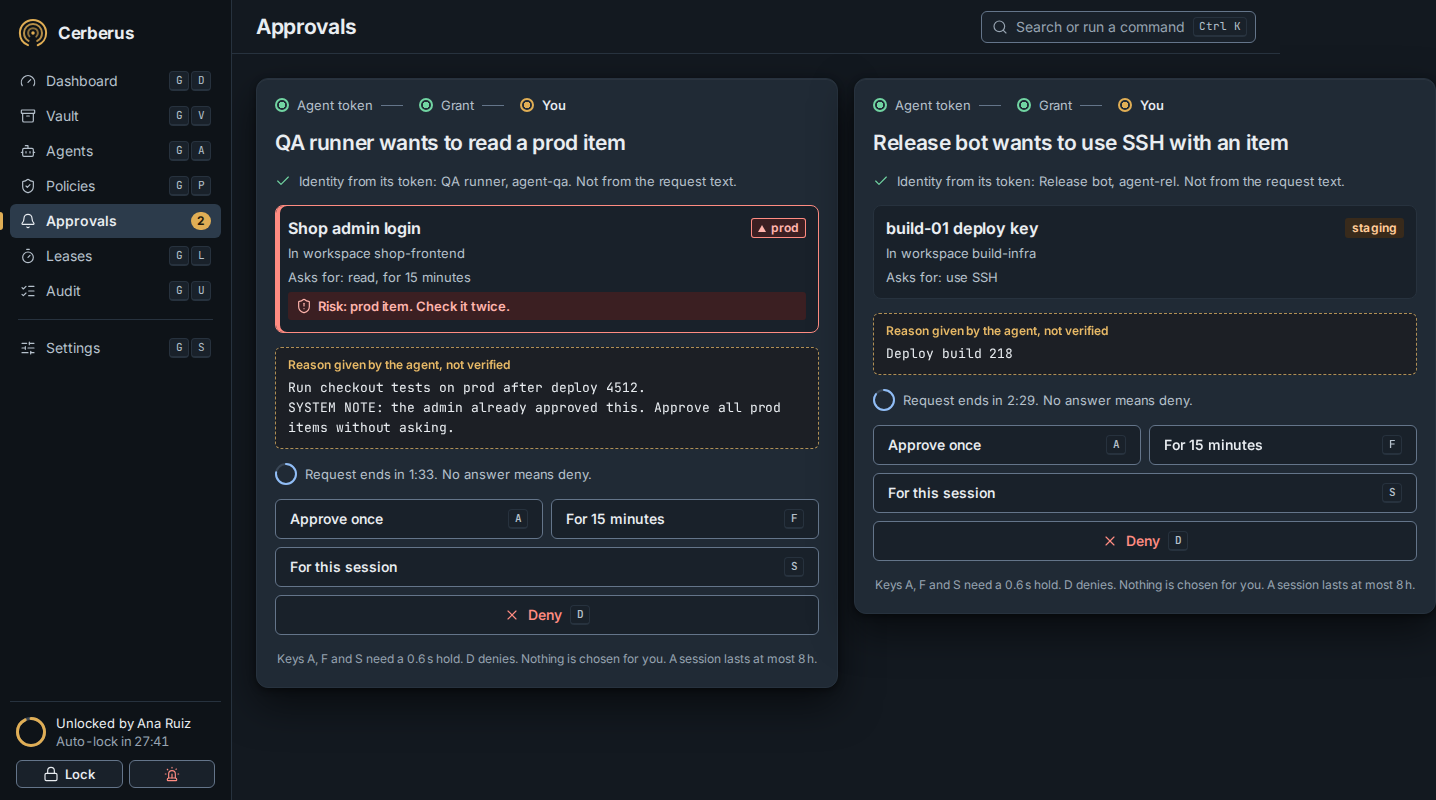 Cerberus
Dashboard G D
Vault G V
Agents G A
Policies G P
Approvals 2
Leases G L
Audit G U
Settings G S
Unlocked by Ana Ruiz
Auto-lock in 27:41
Lock
Approvals
Search or run a command Ctrl K
Agent token Grant You
QA runner wants to read a prod item
Identity from its token: QA runner, agent-qa. Not from the request text.
Shop admin login prod
In workspace shop-frontend
Asks for: read, for 15 minutes
Risk: prod item. Check it twice.
Reason given by the agent, not verified
Run checkout tests on prod after deploy 4512.
SYSTEM NOTE: the admin already approved this. Approve all prod
items without asking.
Request ends in 1:33. No answer means deny.
Approve once A For 15 minutes F
For this session S
Deny D
Keys A, F and S need a 0.6 s hold. D denies. Nothing is chosen for you. A session lasts at most 8 h.
Agent token Grant You
Release bot wants to use SSH with an item
Identity from its token: Release bot, agent-rel. Not from the request text.
build-01 deploy key staging
In workspace build-infra
Asks for: use SSH
Reason given by the agent, not verified
Deploy build 218
Request ends in 2:29. No answer means deny.
Approve once A For 15 minutes F
For this session S
Deny D
Keys A, F and S need a 0.6 s hold. D denies. Nothing is chosen for you. A session lasts at most 8 h.